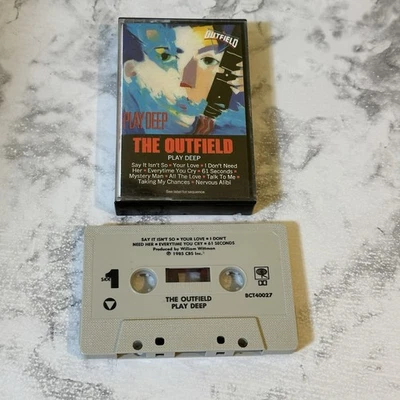 OUTFIELD
PLAY DEEP
THE OUTFIELD
PLAY DEEP
Say It Isn't So • Your Love • I Don't Need
Her • Everytime You Cry • 61 Seconds
Mystery Man • All The Love • Talk To Me
Taking My Chances • Nervous Alibi
SAY IT ISN'T SO • YOUR LOVE • I DON'T
NEED HER • EVERYTIME YOU CRY • 61 SECONDS
Produced by William Wittman
℗ 1985 CBS Inc.
SIDE 1
BCT40027
THE OUTFIELD
PLAY DEEP